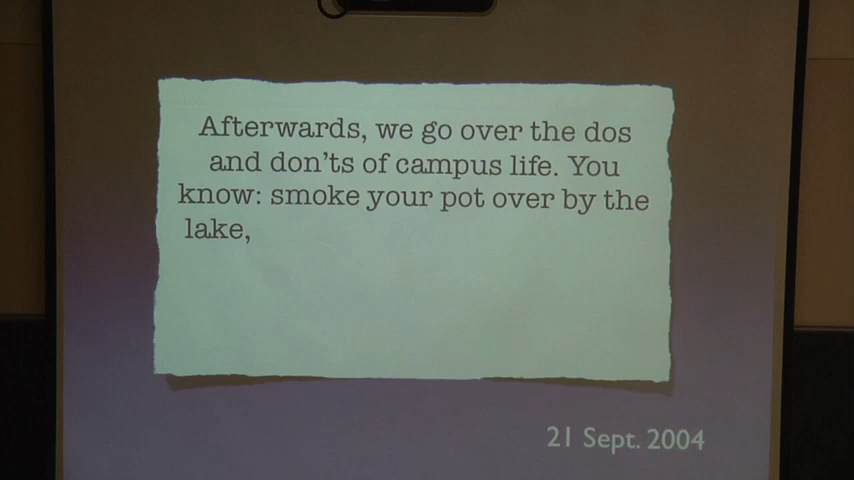 Afterwards, we go over the dos
and don'ts of campus life. You
know: smoke your pot over by the
lake,
21 Sept. 2004